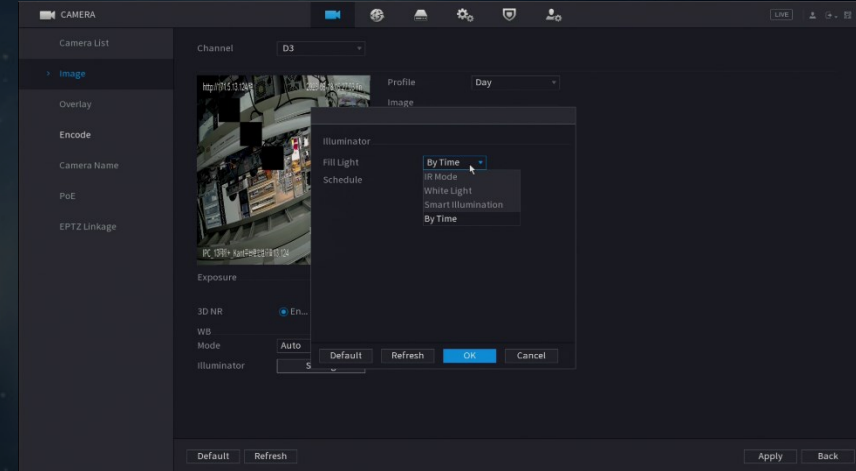 CAMERA
LIVE
Camera List
Image
Overlay
Encode
Camera Name
PoE
EPTZ Linkage
Channel D3
Profile Day
Image
Illuminator
Fill Light By Time
IR Mode
White Light
Smart Illumination
By Time
Schedule
Exposure
3D NR En...
WB
Mode Auto
Illuminator
Default Refresh OK Cancel
Default Refresh Apply Back